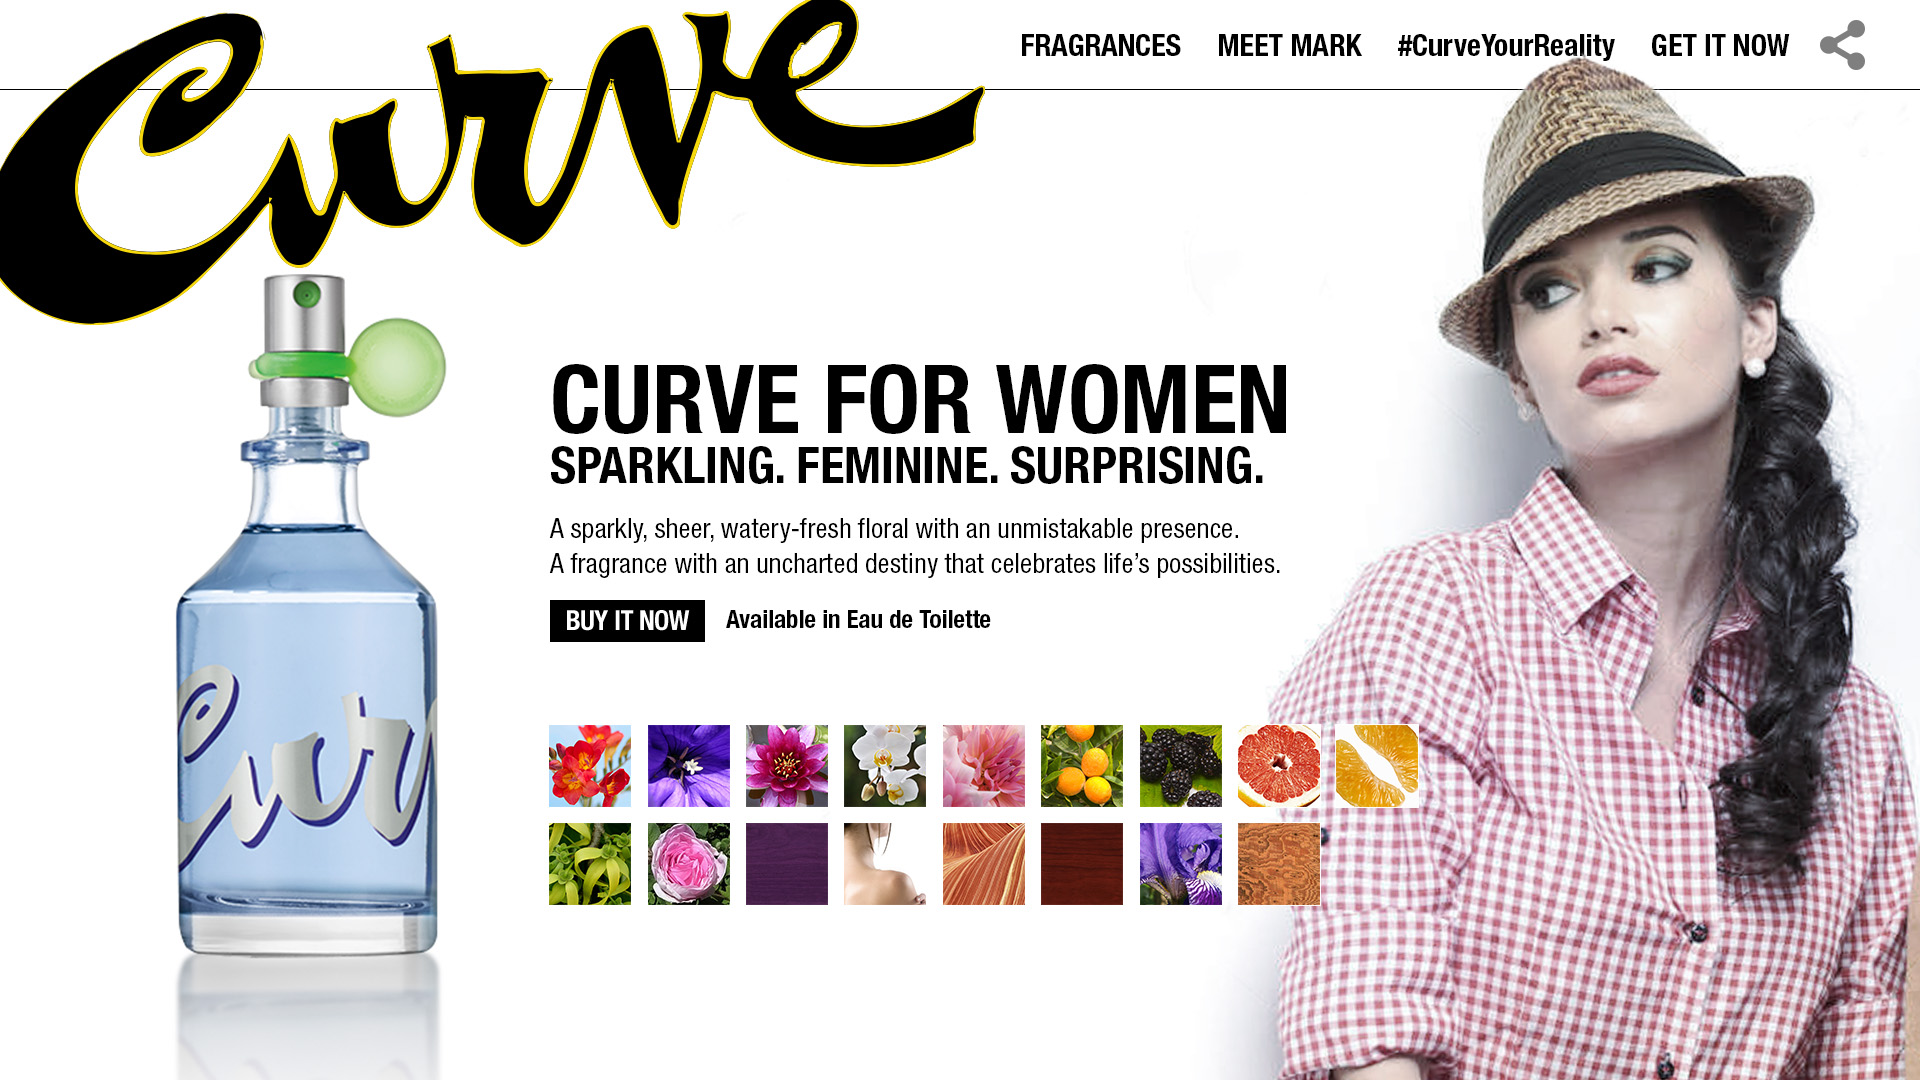 Curve
FRAGRANCES MEET MARK #CurveYourReality GET IT NOW
CURVE FOR WOMEN
SPARKLING. FEMININE. SURPRISING.
A sparkly, sheer, watery-fresh floral with an unmistakable presence.
A fragrance with an uncharted destiny that celebrates life’s possibilities.
BUY IT NOW Available in Eau de Toilette
Curv